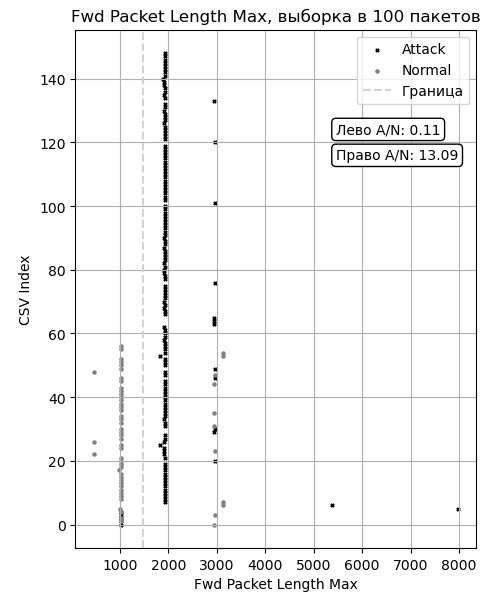 Fwd Packet Length Max, выборка в 100 пакетов
Attack
Normal
Граница
Лево A/N: 0.11
Право A/N: 13.09
140
120
100
80
60
40
20
0
CSV Index
1000 2000 3000 4000 5000 6000 7000 8000
Fwd Packet Length Max